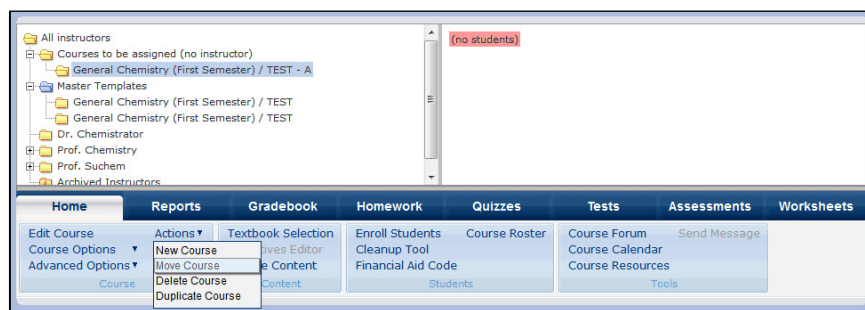 All instructors
(no students)
Courses to be assigned (no instructor)
General Chemistry (First Semester) / TEST - A
Master Templates
General Chemistry (First Semester) / TEST
General Chemistry (First Semester) / TEST
Dr. Chemistrator
Prof. Chemistry
Prof. Suchem
Archived Instructors
Home Reports Gradebook Homework Quizzes Tests Assessments Worksheets
Edit Course Actions Textbook Selection Enroll Students Course Roster Course Forum Send Message
Course Options New Course Editor Cleanup Tool Course Calendar
Advanced Options Move Course Content Financial Aid Code Course Resources
Course Delete Course Content Students Tools
Duplicate Course